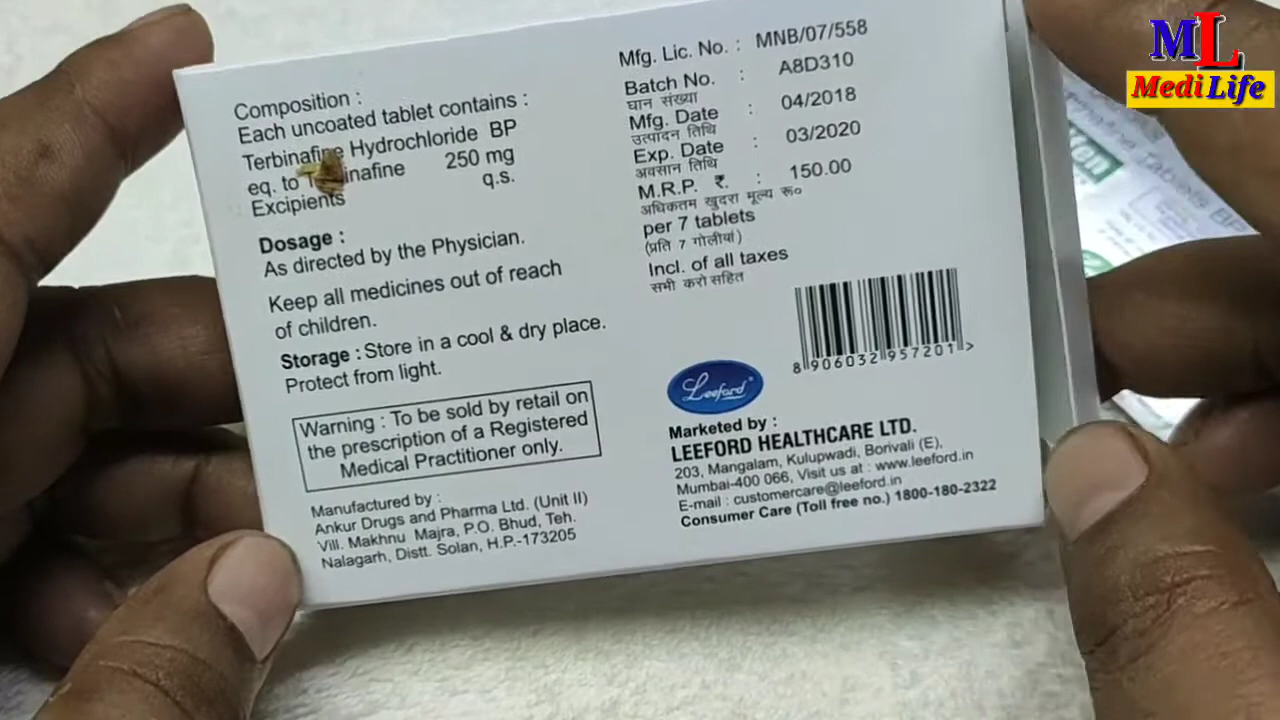 ML
Medi Life
Composition :
Each uncoated tablet contains :
Terbinafine Hydrochloride BP
eq. to Terbinafine 250 mg
Excipients q.s.
Dosage :
As directed by the Physician.
Keep all medicines out of reach
of children.
Storage : Store in a cool & dry place.
Protect from light.
Warning : To be sold by retail on
the prescription of a Registered
Medical Practitioner only.
Manufactured by :
Ankur Drugs and Pharma Ltd. (Unit II)
Vill. Makhnu Majra, P.O. Bhud, Teh.
Nalagarh, Distt. Solan, H.P.-173205
Mfg. Lic. No. : MNB/07/558
Batch No. : A8D310
घान संख्या
Mfg. Date : 04/2018
उत्पादन तिथि
Exp. Date : 03/2020
अवसान तिथि
M.R.P. ₹. : 150.00
अधिकतम खुदरा मूल्य रू०
per 7 tablets
(प्रति 7 गोलीयां)
Incl. of all taxes
सभी करो सहित
8 906032 957201 >
Leeford
Marketed by :
LEEFORD HEALTHCARE LTD.
203, Mangalam, Kulupwadi, Borivali (E),
Mumbai-400 066, Visit us at : www.leeford.in
E-mail : customercare@leeford.in
Consumer Care (Toll free no.) 1800-180-2322
Tablets BP